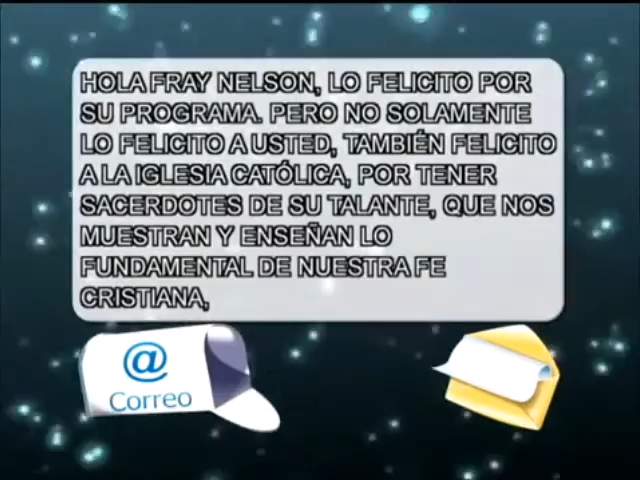 HOLA FRAY NELSON, LO FELICITO POR
SU PROGRAMA. PERO NO SOLAMENTE
LO FELICITO A USTED, TAMBIÉN FELICITO
A LA IGLESIA CATÓLICA, POR TENER
SACERDOTES DE SU TALANTE, QUE NOS
MUESTRAN Y ENSEÑAN LO
FUNDAMENTAL DE NUESTRA FE
CRISTIANA,
@
Correo